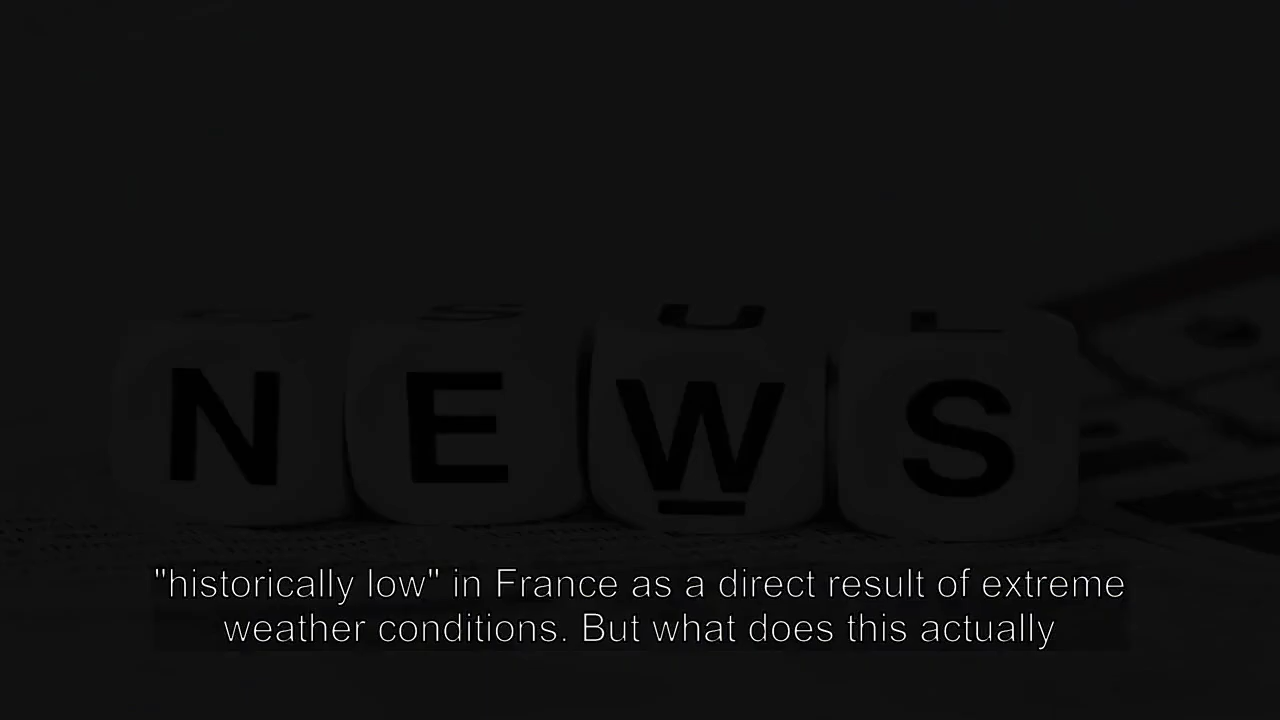 NEWS
"historically low" in France as a direct result of extreme
weather conditions. But what does this actually